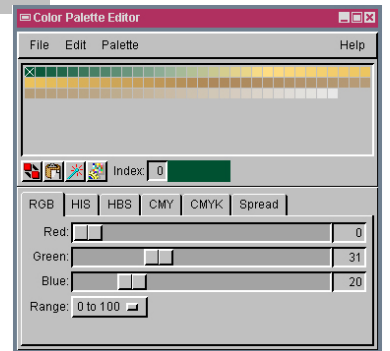 Color Palette Editor
File Edit Palette Help
Index: 0
RGB HIS HBS CMY CMYK Spread
Red: 0
Green: 31
Blue: 20
Range: 0 to 100